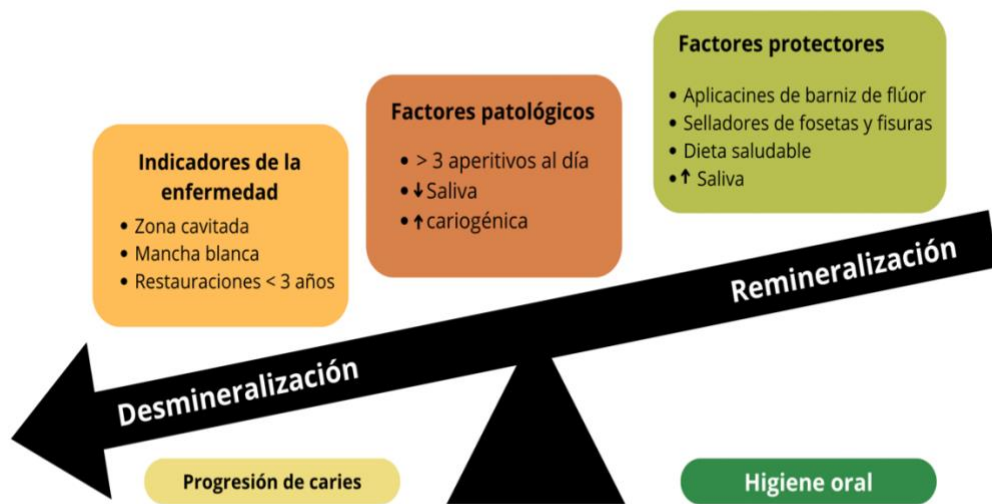 Indicadores de la
enfermedad
• Zona cavitada
• Mancha blanca
• Restauraciones < 3 años
Factores patológicos
• > 3 aperitivos al día
• ↓ Saliva
• ↑ cariogénica
Factores protectores
• Aplicacines de barniz de flúor
• Selladores de fosetas y fisuras
• Dieta saludable
• ↑ Saliva
Desmineralización
Remineralización
Progresión de caries
Higiene oral